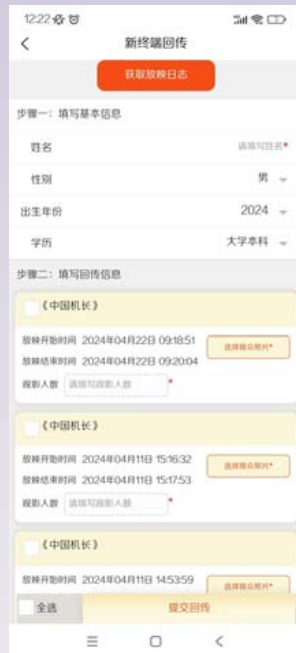 12:22
新终端回传
获取放映日志
步骤一：填写基本信息
姓名 请填写姓名*
性别 男
出生年份 2024
学历 大学本科
步骤二：填写回传信息
《中国机长》
放映开始时间 2024年04月22日 09:18:51
放映结束时间 2024年04月22日 09:20:04
选择观众照片*
观影人数 请填写观影人数 *
《中国机长》
放映开始时间 2024年04月11日 15:16:32
放映结束时间 2024年04月11日 15:17:53
选择观众照片*
观影人数 请填写观影人数 *
《中国机长》
放映开始时间 2024年04月11日 14:53:59
选择观众照片*
全选 提交回传